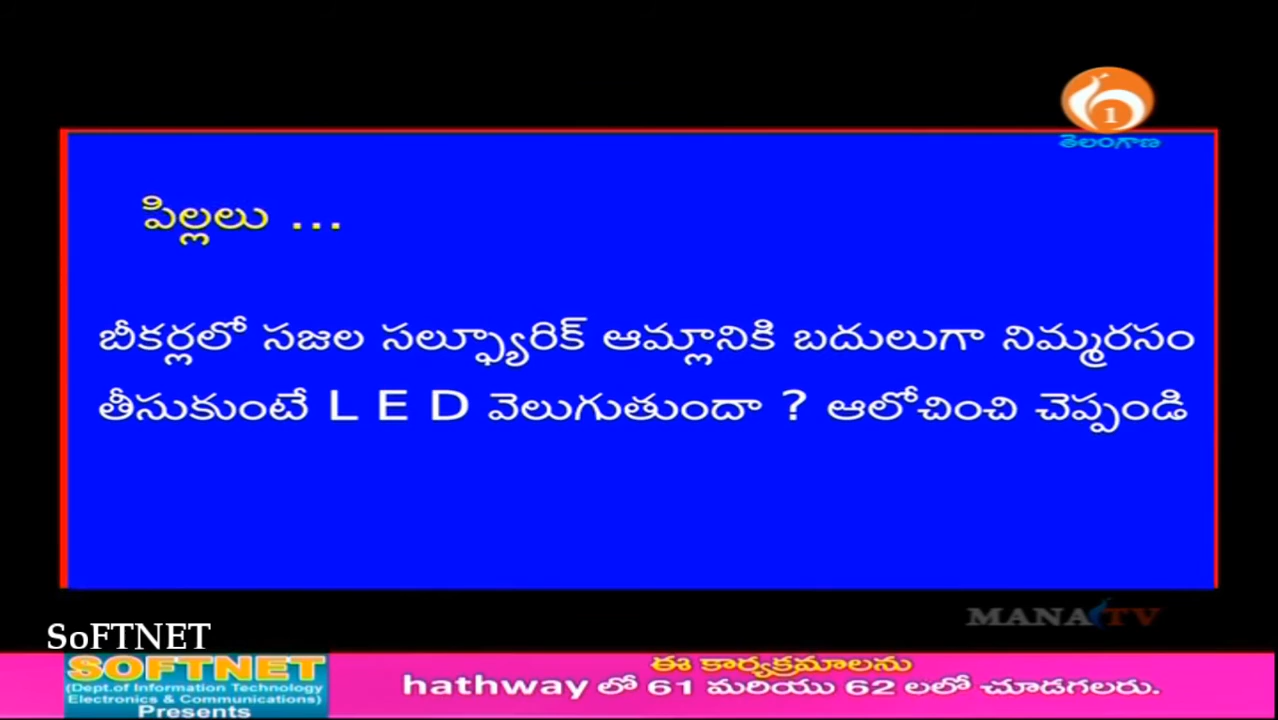 1
తెలంగాణ
పిల్లలు ...
బీకర్లలో సజల సల్ఫ్యూరిక్ ఆమ్లానికి బదులుగా నిమ్మరసం
తీసుకుంటే L E D వెలుగుతుందా ? ఆలోచించి చెప్పండి
MANA TV
SoFTNET
SOFTNET
(Dept.of Information Technology
Electronics & Communications)
Presents
ఈ కార్యక్రమాలను
hathway లో 61 మరియు 62 లలో చూడగలరు.